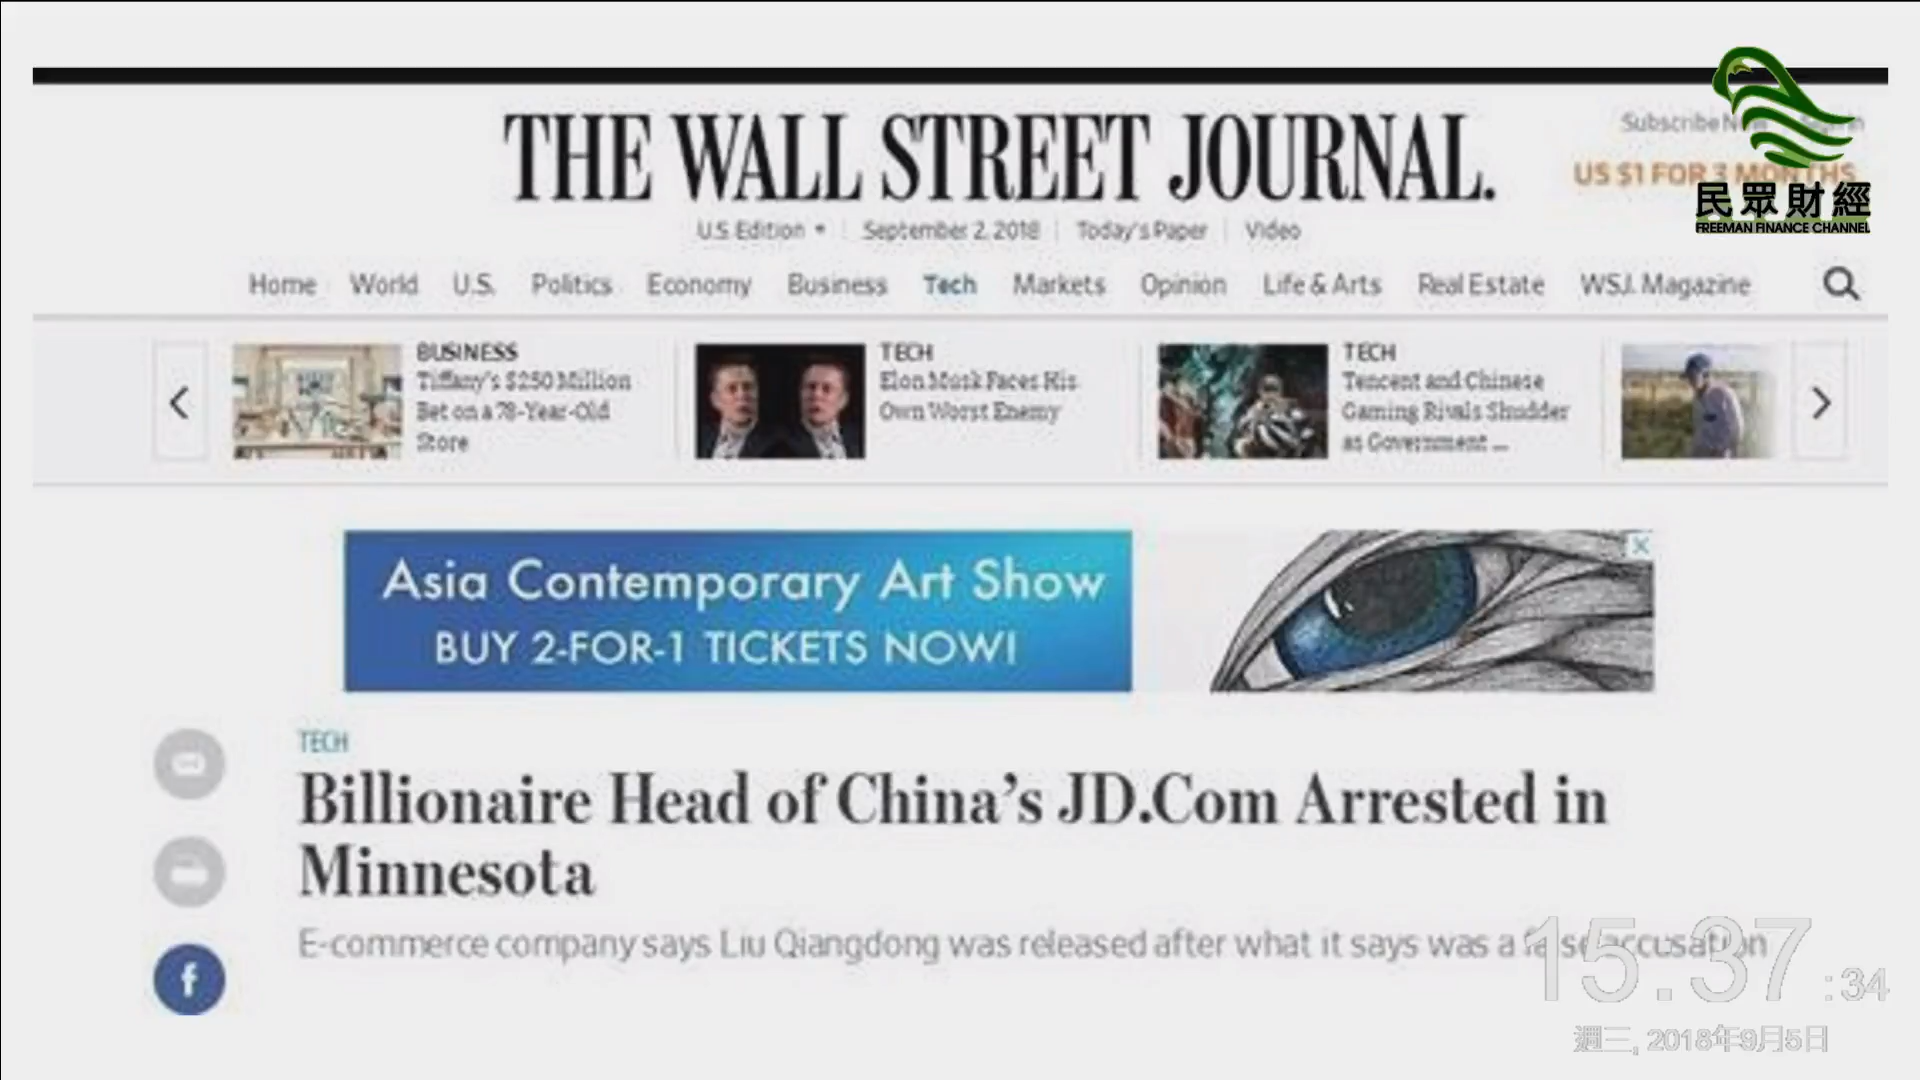 THE WALL STREET JOURNAL.
Subscribe
US $1 FOR 3 MONTHS
民眾財經
FREEMAN FINANCE CHANNEL
U.S. Edition
September 2, 2018
Today's Paper
Video
Home World U.S. Politics Economy Business Tech Markets Opinion Life & Arts Real Estate WSJ. Magazine
BUSINESS
Tiffany's $250 Million
Bet on a 78-Year-Old
Store
TECH
Elon Musk Faces His
Own Worst Enemy
TECH
Tencent and Chinese
Gaming Rivals Shudder
as Government ...
Asia Contemporary Art Show
BUY 2-FOR-1 TICKETS NOW!
TECH
Billionaire Head of China's JD.Com Arrested in
Minnesota
E-commerce company says Liu Qiangdong was released after what it says was a false accusation
f
15:37:34
週三, 2018年9月5日